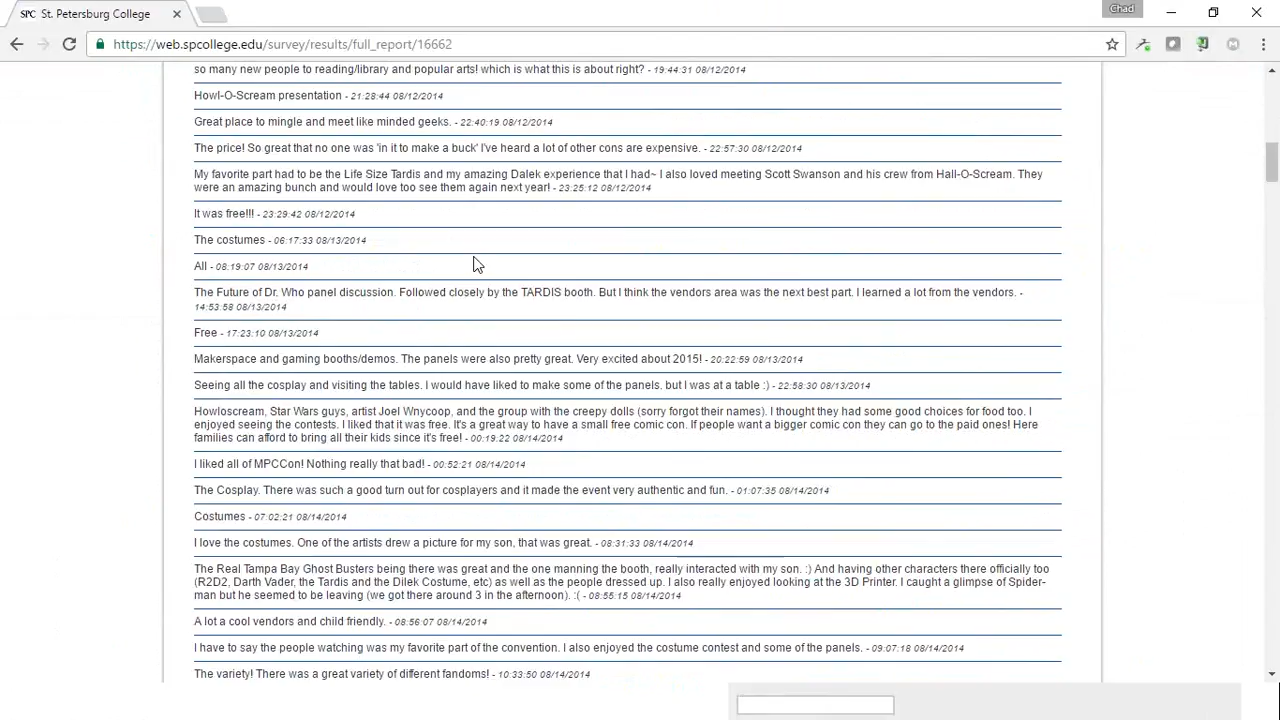 SPC St. Petersburg College
Chad
https://web.spcollege.edu/survey/results/full_report/16662
so many new people to reading/library and popular arts! which is what this is about right? - 19:44:31 08/12/2014
Howl-O-Scream presentation - 21:28:44 08/12/2014
Great place to mingle and meet like minded geeks. - 22:40:19 08/12/2014
The price! So great that no one was 'in it to make a buck' I've heard a lot of other cons are expensive. - 22:57:30 08/12/2014
My favorite part had to be the Life Size Tardis and my amazing Dalek experience that I had~ I also loved meeting Scott Swanson and his crew from Hall-O-Scream. They
were an amazing bunch and would love too see them again next year! - 23:25:12 08/12/2014
It was free!!! - 23:29:42 08/12/2014
The costumes - 06:17:33 08/13/2014
All - 08:19:07 08/13/2014
The Future of Dr. Who panel discussion. Followed closely by the TARDIS booth. But I think the vendors area was the next best part. I learned a lot from the vendors. -
14:53:58 08/13/2014
Free - 17:23:10 08/13/2014
Makerspace and gaming booths/demos. The panels were also pretty great. Very excited about 2015! - 20:22:59 08/13/2014
Seeing all the cosplay and visiting the tables. I would have liked to make some of the panels. but I was at a table :) - 22:58:30 08/13/2014
Howloscream, Star Wars guys, artist Joel Wnycoop, and the group with the creepy dolls (sorry forgot their names). I thought they had some good choices for food too. I
enjoyed seeing the contests. I liked that it was free. It's a great way to have a small free comic con. If people want a bigger comic con they can go to the paid ones! Here
families can afford to bring all their kids since it's free! - 00:19:22 08/14/2014
I liked all of MPCCon! Nothing really that bad! - 00:52:21 08/14/2014
The Cosplay. There was such a good turn out for cosplayers and it made the event very authentic and fun. - 01:07:35 08/14/2014
Costumes - 07:02:21 08/14/2014
I love the costumes. One of the artists drew a picture for my son, that was great. - 08:31:33 08/14/2014
The Real Tampa Bay Ghost Busters being there was great and the one manning the booth, really interacted with my son. :) And having other characters there officially too
(R2D2, Darth Vader, the Tardis and the Dilek Costume, etc) as well as the people dressed up. I also really enjoyed looking at the 3D Printer. I caught a glimpse of Spider-
man but he seemed to be leaving (we got there around 3 in the afternoon). :( - 08:55:15 08/14/2014
A lot a cool vendors and child friendly. - 08:56:07 08/14/2014
I have to say the people watching was my favorite part of the convention. I also enjoyed the costume contest and some of the panels. - 09:07:18 08/14/2014
The variety! There was a great variety of different fandoms! - 10:33:50 08/14/2014